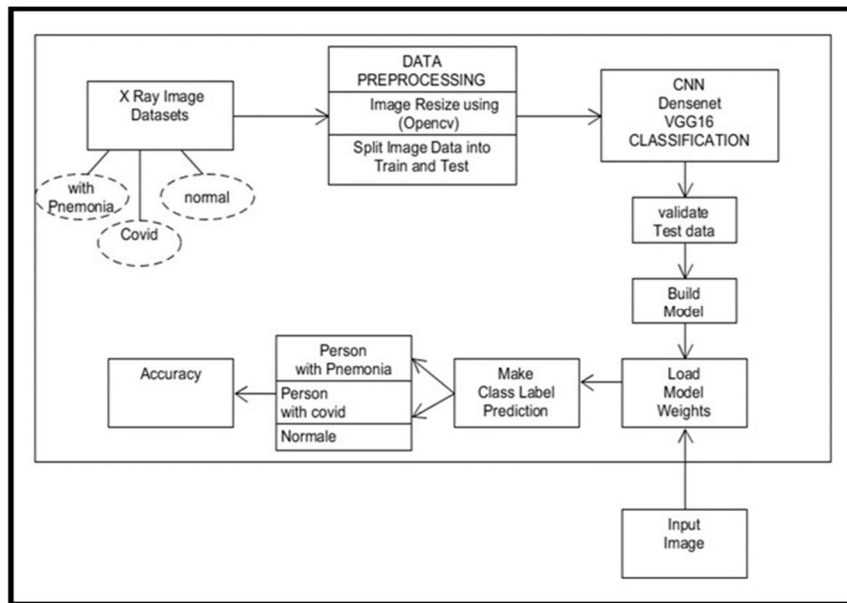 X Ray Image
Datasets
with
Pnemonia
Covid
normal
DATA
PREPROCESSING
Image Resize using
(Opencv)
Split Image Data into
Train and Test
CNN
Densenet
VGG16
CLASSIFICATION
validate
Test data
Build
Model
Load
Model
Weights
Input
Image
Make
Class Label
Prediction
Person
with Pnemonia
Person
with covid
Normale
Accuracy